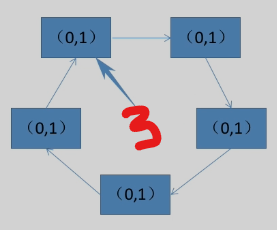 （0,1） （0,1）
3
（0,1） （0,1）
（0,1）